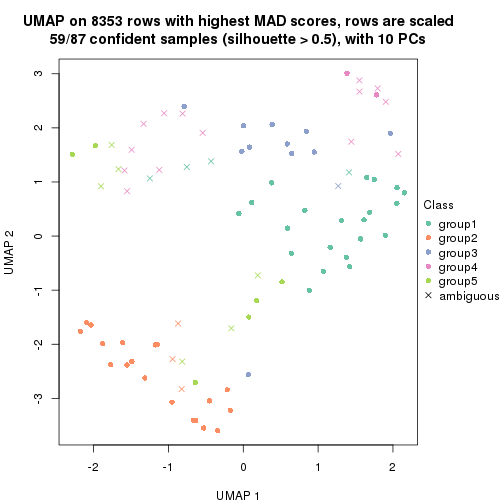 UMAP on 8353 rows with highest MAD scores, rows are scaled
59/87 confident samples (silhouette > 0.5), with 10 PCs
3
2
1
0
-1
-2
-3
UMAP 2
-2
-1
0
1
2
UMAP 1
Class
group1
group2
group3
group4
group5
ambiguous